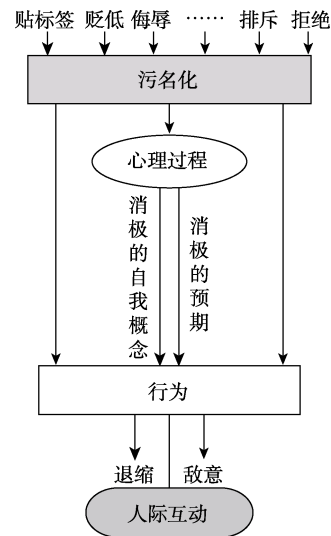 贴标签 贬低 侮辱 …… 排斥 拒绝
污名化
心理过程
消极的自我概念
消极的预期
行为
退缩 敌意
人际互动